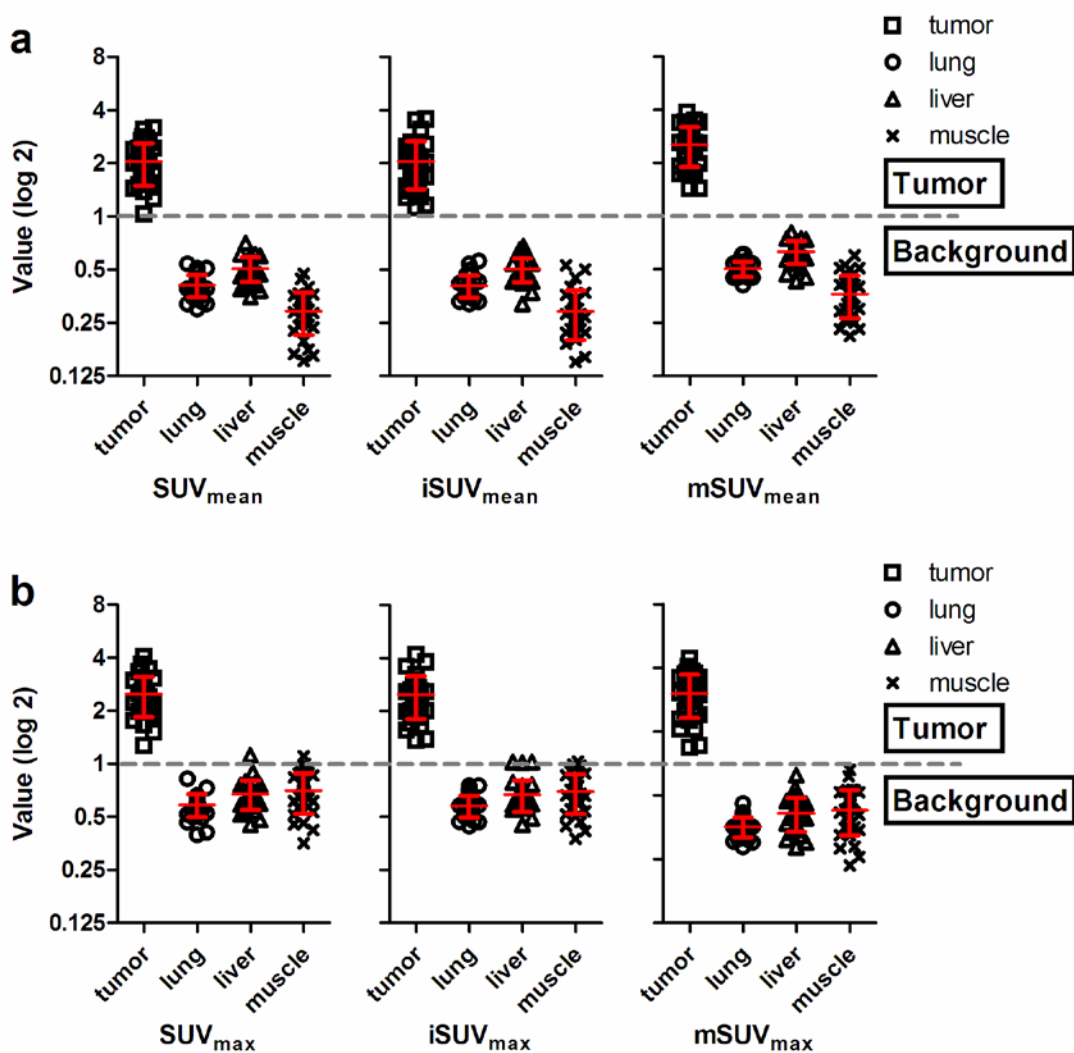 a
Value (log 2)
8
4
2
1
0.5
0.25
0.125
tumor
lung
liver
muscle
SUVmean
tumor
lung
liver
muscle
iSUVmean
tumor
lung
liver
muscle
mSUVmean
tumor
lung
liver
muscle
Tumor
Background
b
Value (log 2)
8
4
2
1
0.5
0.25
0.125
tumor
lung
liver
muscle
SUVmax
tumor
lung
liver
muscle
iSUVmax
tumor
lung
liver
muscle
mSUVmax
tumor
lung
liver
muscle
Tumor
Background